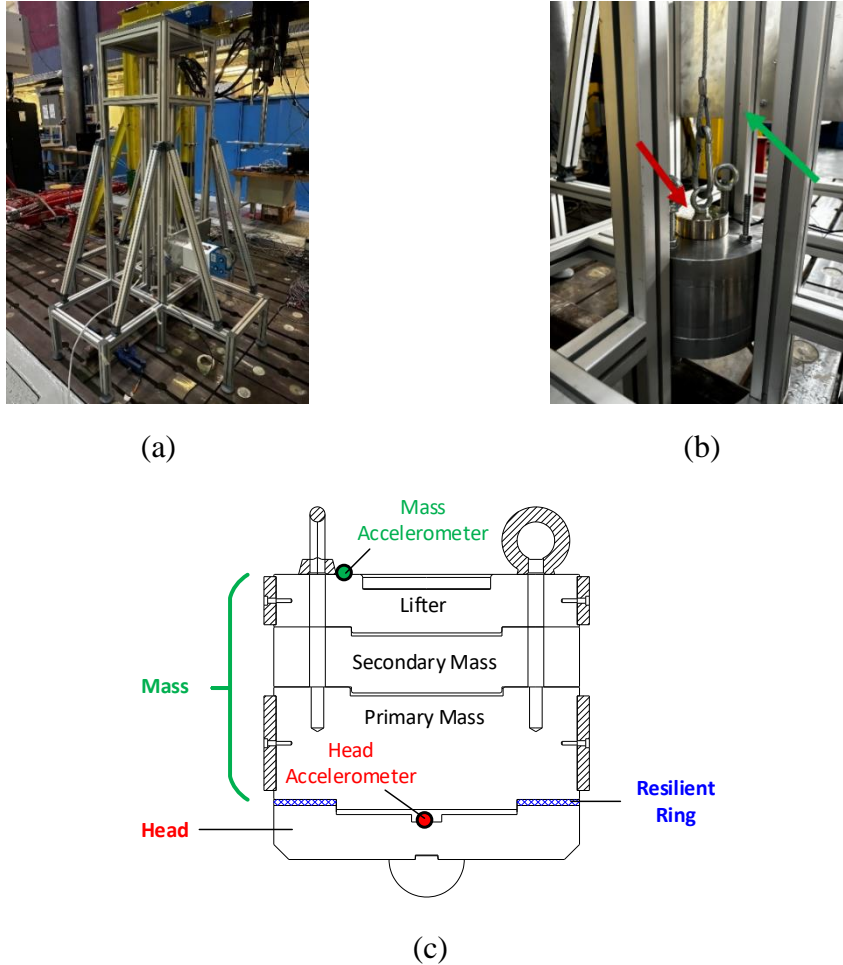 (a)
(b)
Mass
Accelerometer
Lifter
Secondary Mass
Mass
Primary Mass
Head
Accelerometer
Resilient
Ring
Head
(c)